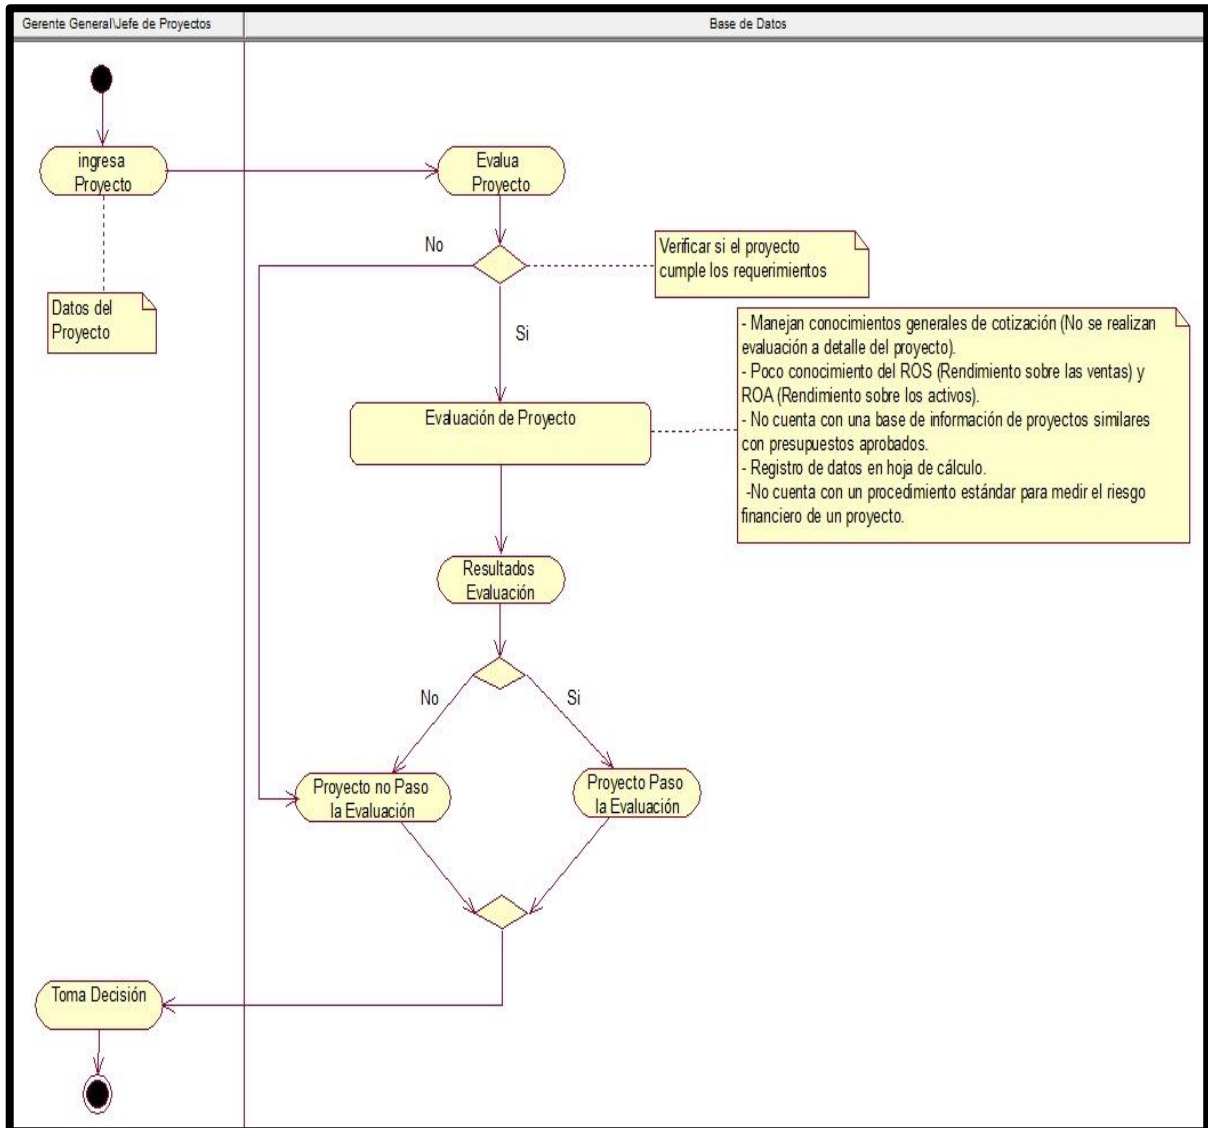 Gerente General\Jefe de Proyectos
Base de Datos
ingresa
Proyecto
Evalua
Proyecto
No
Verificar si el proyecto
cumple los requerimientos
Datos del
Proyecto
Si
- Manejan conocimientos generales de cotización (No se realizan
evaluación a detalle del proyecto).
- Poco conocimiento del ROS (Rendimiento sobre las ventas) y
ROA (Rendimiento sobre los activos).
- No cuenta con una base de información de proyectos similares
con presupuestos aprobados.
- Registro de datos en hoja de cálculo.
-No cuenta con un procedimiento estándar para medir el riesgo
financiero de un proyecto.
Evaluación de Proyecto
Resultados
Evaluación
No
Si
Proyecto no Paso
la Evaluación
Proyecto Paso
la Evaluación
Toma Decisión